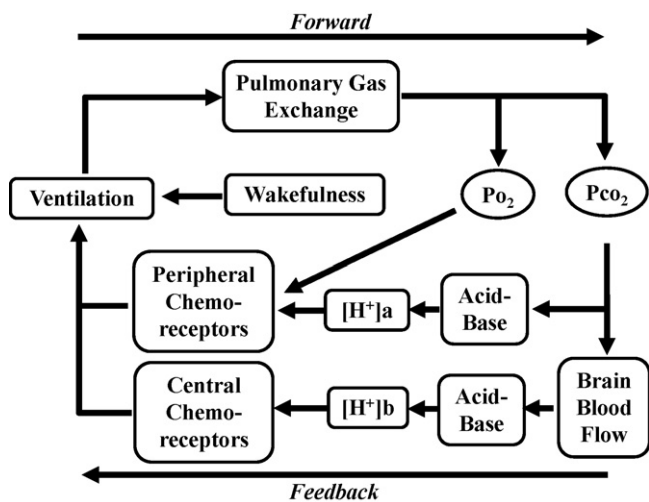 Forward
Pulmonary Gas
Exchange
Ventilation
Wakefulness
Po₂
Pco₂
Peripheral
Chemo-
receptors
[H⁺]a
Acid-
Base
Central
Chemo-
receptors
[H⁺]b
Acid-
Base
Brain
Blood
Flow
Feedback